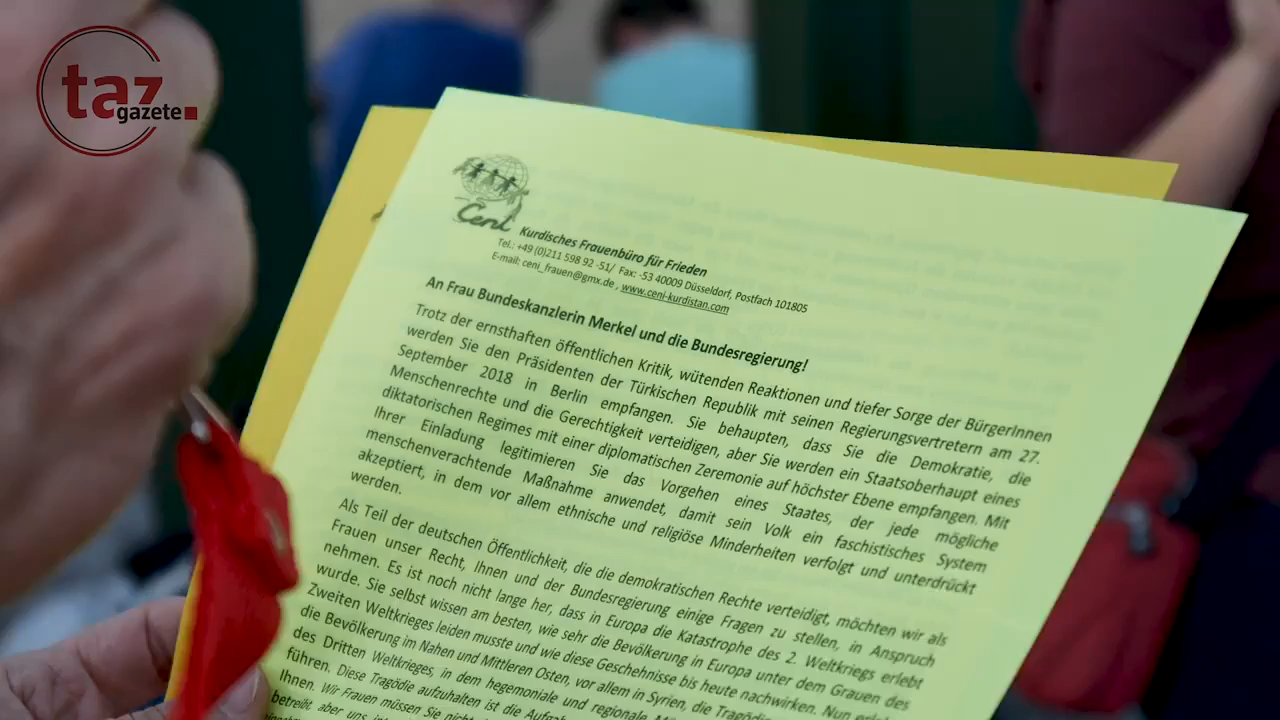 taz
gazete
Ceni
Kurdisches Frauenbüro für Frieden
Tel.: +49 (0)211 598 92 -51/ Fax: -53 40009 Düsseldorf, Postfach 101805
E-mail: ceni_frauen@gmx.de , www.ceni-kurdistan.com
An Frau Bundeskanzlerin Merkel und die Bundesregierung!
Trotz der ernsthaften öffentlichen Kritik, wütenden Reaktionen und tiefer Sorge der BürgerInnen
werden Sie den Präsidenten der Türkischen Republik mit seinen Regierungsvertretern am 27.
September 2018 in Berlin empfangen. Sie behaupten, dass Sie die Demokratie, die
Menschenrechte und die Gerechtigkeit verteidigen, aber Sie werden ein Staatsoberhaupt eines
diktatorischen Regimes mit einer diplomatischen Zeremonie auf höchster Ebene empfangen. Mit
Ihrer Einladung legitimieren Sie das Vorgehen eines Staates, der jede mögliche
menschenverachtende Maßnahme anwendet, damit sein Volk ein faschistisches System
akzeptiert, in dem vor allem ethnische und religiöse Minderheiten verfolgt und unterdrückt
werden.
Als Teil der deutschen Öffentlichkeit, die die demokratischen Rechte verteidigt, möchten wir als
Frauen unser Recht, Ihnen und der Bundesregierung einige Fragen zu stellen, in Anspruch
nehmen. Es ist noch nicht lange her, dass in Europa die Katastrophe des 2. Weltkriegs erlebt
wurde. Sie selbst wissen am besten, wie sehr die Bevölkerung in Europa unter dem Grauen des
Zweiten Weltkrieges leiden musste und wie diese Geschehnisse bis heute nachwirken. Nun
die Bevölkerung im Nahen und Mittleren Osten, vor allem in Syrien, die
des Dritten Weltkrieges, in dem hegemoniale und regionale
führen. Diese Tragödie aufzuhalten ist die
Ihnen. Wir Frauen müssen Sie
betreibt, aber uns